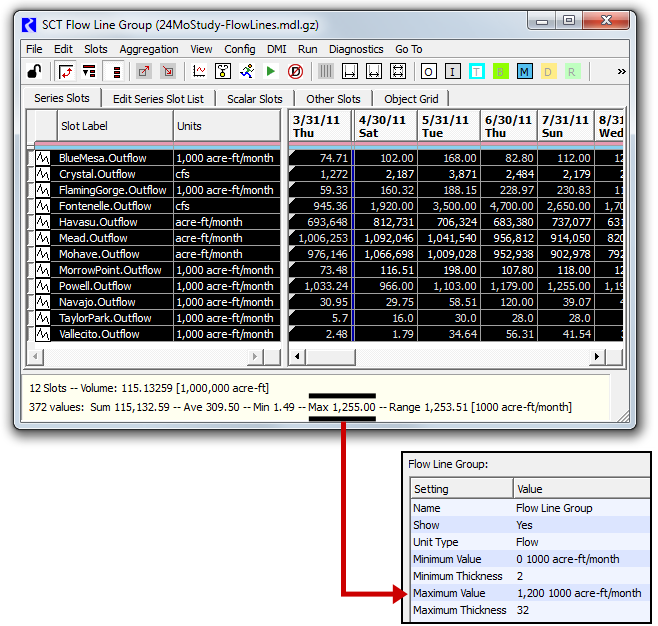 SCT Flow Line Group (24MoStudy-FlowLines.mdl.gz)
File Edit Slots Aggregation View Config DMI Run Diagnostics Go To
O I T B M D R »
Series Slots Edit Series Slot List Scalar Slots Other Slots Object Grid
Slot Label Units 3/31/11 Thu 4/30/11 Sat 5/31/11 Tue 6/30/11 Thu 7/31/11 Sun 8/31 Wed
BlueMesa.Outflow 1,000 acre-ft/month 74.71 102.00 168.00 82.80 112.00 12
Crystal.Outflow cfs 1,272 2,187 3,871 2,484 2,179 2
FlamingGorge.Outflow 1,000 acre-ft/month 59.33 160.32 188.15 228.97 230.83 11
Fontenelle.Outflow cfs 945.36 1,920.00 3,500.00 4,700.00 2,650.00 1,70
Havasu.Outflow acre-ft/month 693,648 812,731 706,324 683,380 737,077 631
Mead.Outflow acre-ft/month 1,006,253 1,092,046 1,041,540 956,812 914,050 820
Mohave.Outflow acre-ft/month 976,146 1,066,698 1,009,028 952,938 902,978 792
MorrowPoint.Outflow 1,000 acre-ft/month 73.48 116.51 198.00 107.80 118.00 12
Powell.Outflow 1,000 acre-ft/month 1,033.24 966.00 1,103.00 1,179.00 1,255.00 1,19
Navajo.Outflow 1,000 acre-ft/month 30.95 29.75 58.51 120.00 39.07
TaylorPark.Outflow 1,000 acre-ft/month 5.7 16.0 30.0 28.0 28.0
Vallecito.Outflow 1,000 acre-ft/month 2.48 1.79 34.64 56.31 41.54
12 Slots -- Volume: 115.13259 [1,000,000 acre-ft]
372 values: Sum 115,132.59 -- Ave 309.50 -- Min 1.49 -- Max 1,255.00 -- Range 1,253.51 [1000 acre-ft/month]
Flow Line Group:
Setting Value
Name Flow Line Group
Show Yes
Unit Type Flow
Minimum Value 0 1000 acre-ft/month
Minimum Thickness 2
Maximum Value 1,200 1000 acre-ft/month
Maximum Thickness 32